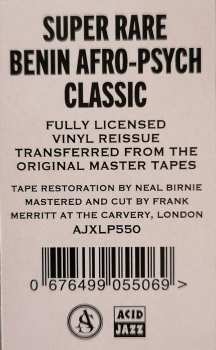 SUPER RARE
BENIN AFRO-PSYCH
CLASSIC
FULLY LICENSED
VINYL REISSUE
TRANSFERRED FROM THE
ORIGINAL MASTER TAPES
TAPE RESTORATION BY NEAL BIRNIE
MASTERED AND CUT BY FRANK
MERRITT AT THE CARVERY, LONDON
AJXLP550
0 676499 055069 >
ACID
JAZZ